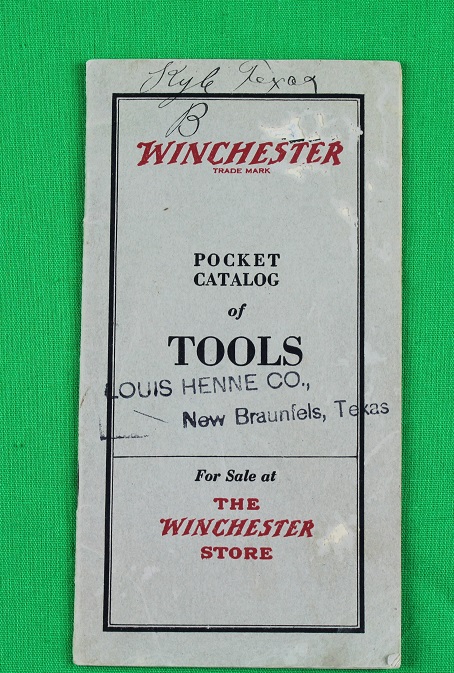 Kyle Texas
B
WINCHESTER
TRADE MARK
POCKET
CATALOG
of
TOOLS
LOUIS HENNE CO.,
New Braunfels, Texas
For Sale at
THE
WINCHESTER
STORE